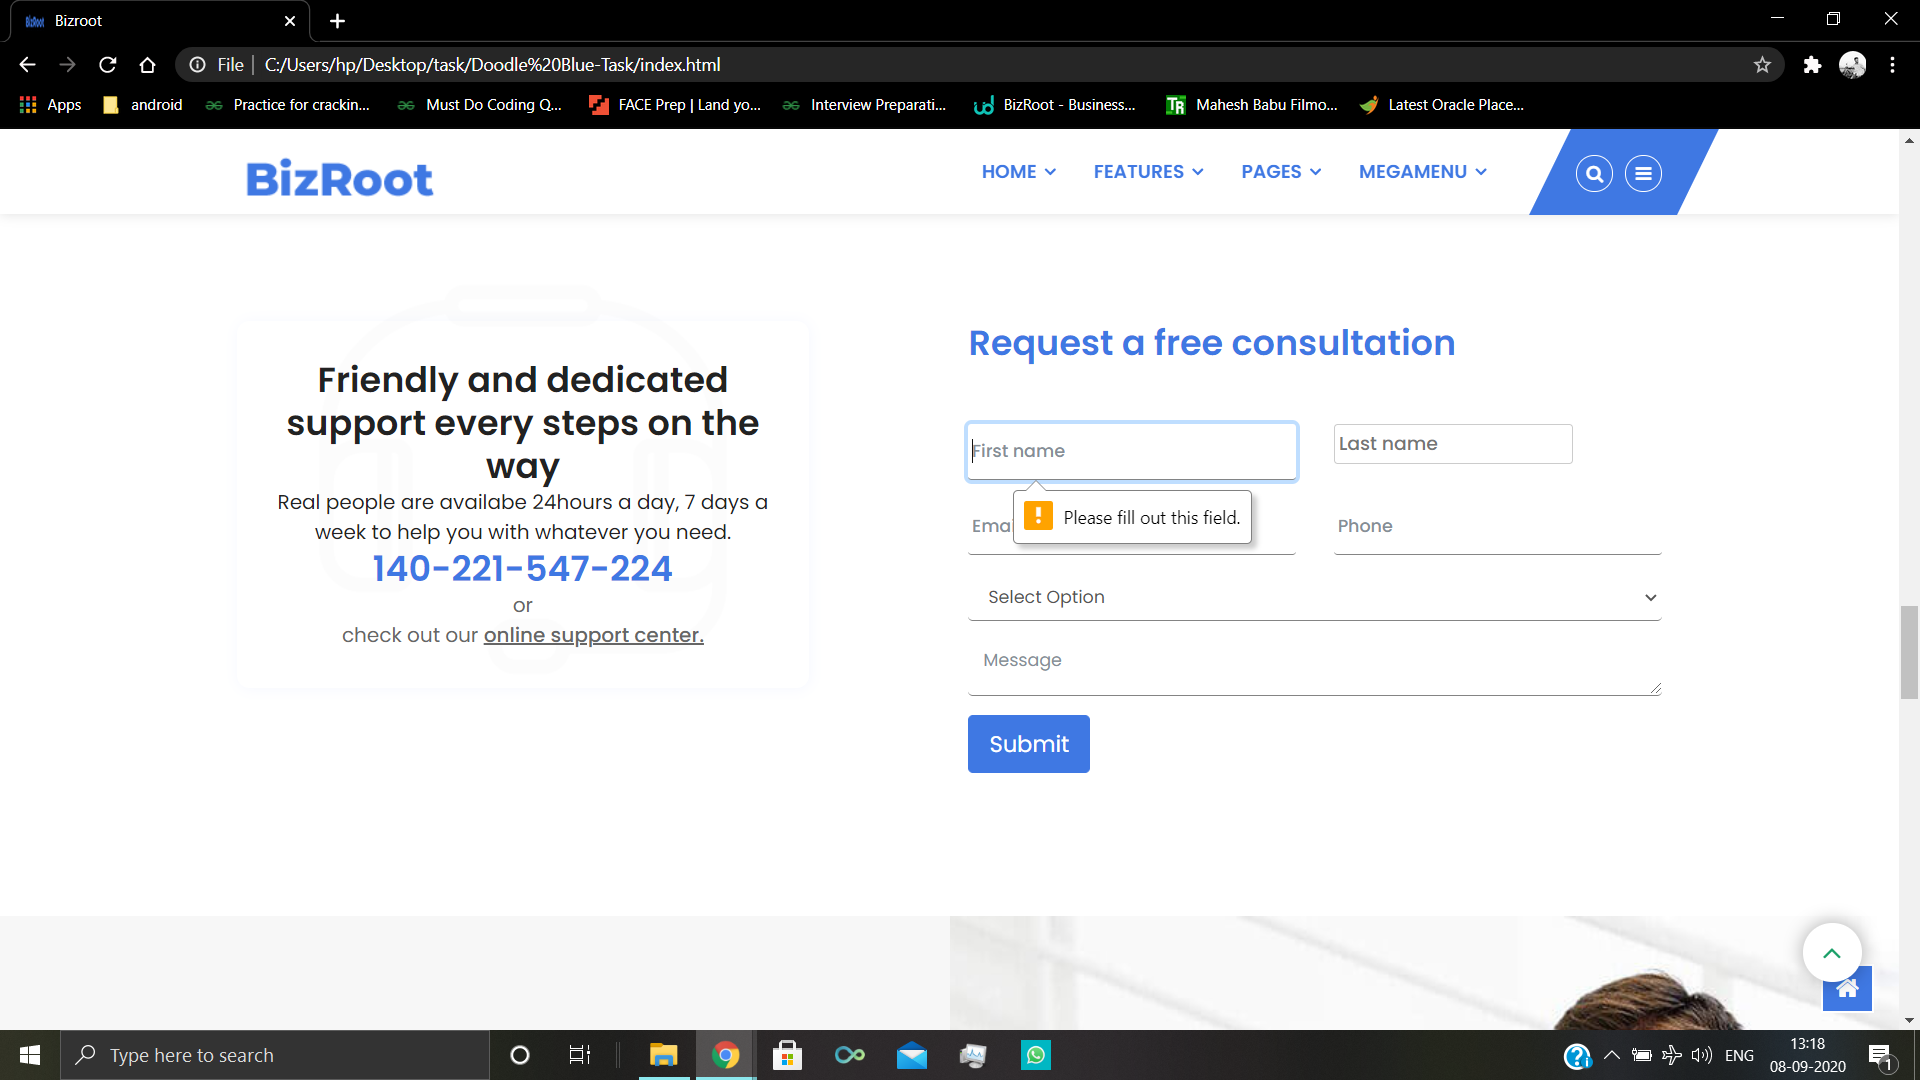 Bizroot
File | C:/Users/hp/Desktop/task/Doodle%20Blue-Task/index.html
Apps android Practice for crackin... Must Do Coding Q... FACE Prep | Land yo... Interview Preparati... BizRoot - Business... TR Mahesh Babu Filmo... Latest Oracle Place...
BizRoot HOME FEATURES PAGES MEGAMENU
Friendly and dedicated
support every steps on the
way
Real people are availabe 24hours a day, 7 days a
week to help you with whatever you need.
140-221-547-224
or
check out our online support center.
Request a free consultation
First name Last name
Please fill out this field.
Emai Phone
Select Option
Message
Submit
Type here to search
ENG
13:18
08-09-2020
1